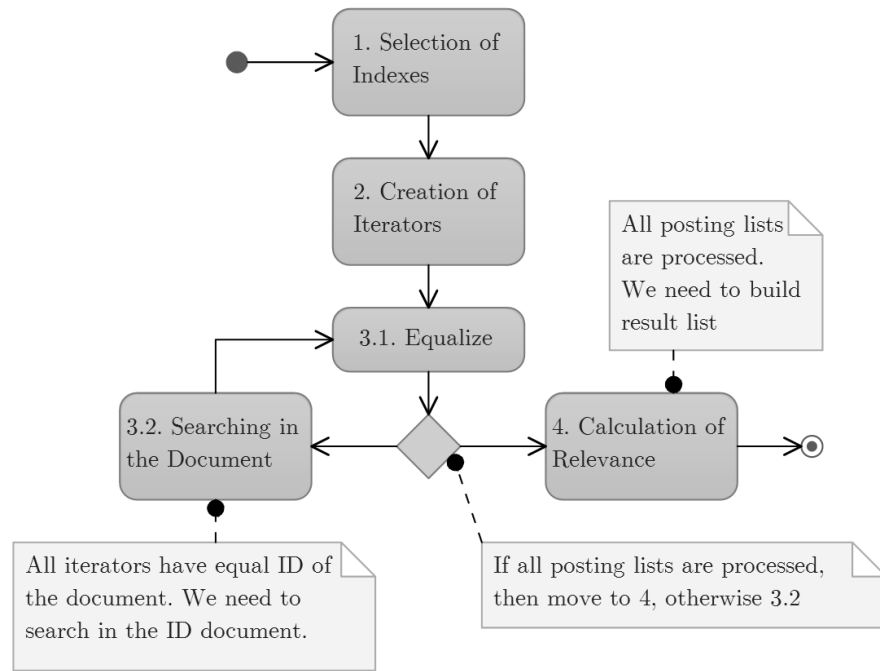 1. Selection of
Indexes
2. Creation of
Iterators
All posting lists
are processed.
We need to build
result list
3.1. Equalize
3.2. Searching in
the Document
4. Calculation of
Relevance
All iterators have equal ID of
the document. We need to
search in the ID document.
If all posting lists are processed,
then move to 4, otherwise 3.2